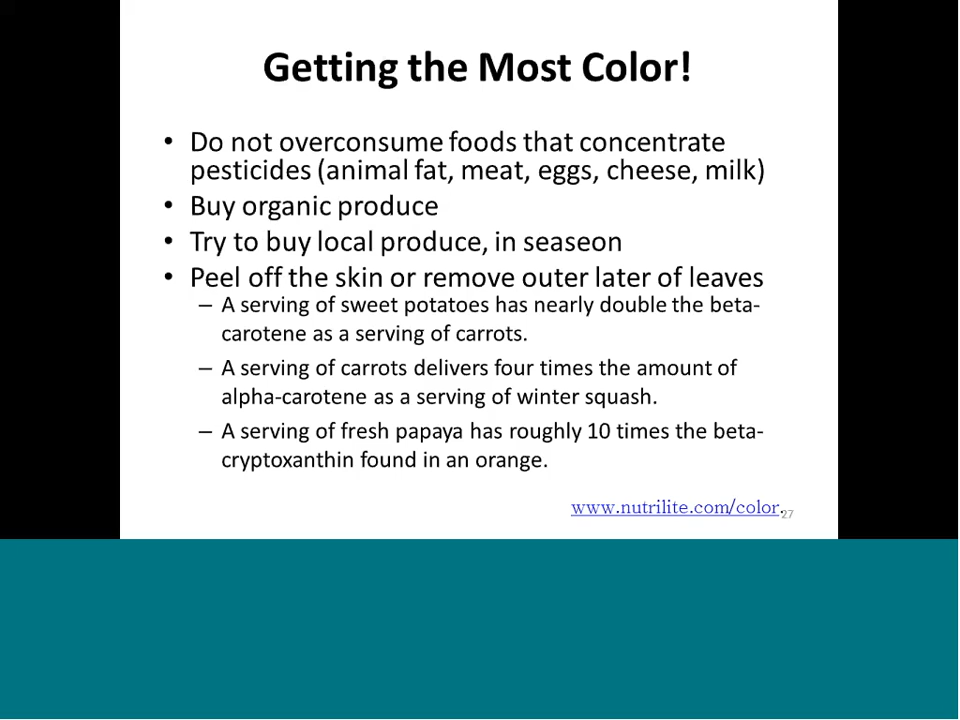 Getting the Most Color!
• Do not overconsume foods that concentrate
pesticides (animal fat, meat, eggs, cheese, milk)
• Buy organic produce
• Try to buy local produce, in seaseon
• Peel off the skin or remove outer later of leaves
– A serving of sweet potatoes has nearly double the beta-
carotene as a serving of carrots.
– A serving of carrots delivers four times the amount of
alpha-carotene as a serving of winter squash.
– A serving of fresh papaya has roughly 10 times the beta-
cryptoxanthin found in an orange.
www.nutrilite.com/color.
27